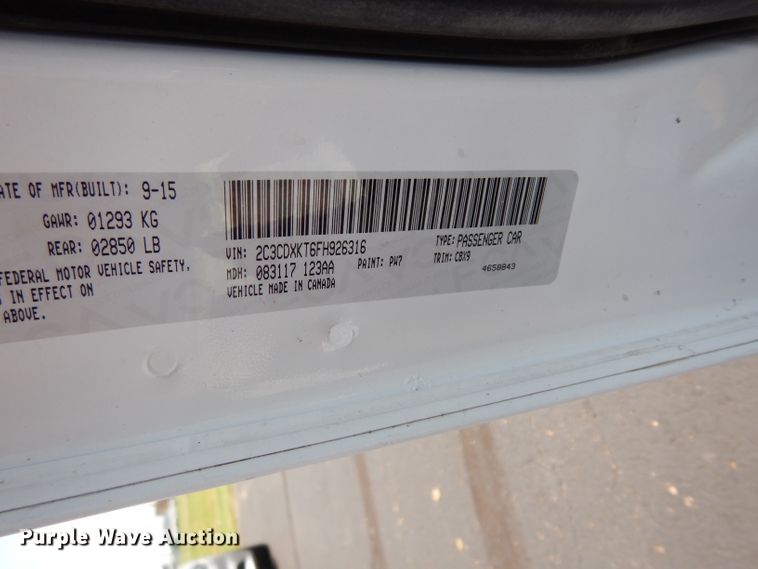 ATE OF MFR(BUILT): 9-15
GAWR: 01293 KG
REAR: 02850 LB
FEDERAL MOTOR VEHICLE SAFETY,
IN EFFECT ON
ABOVE.
VIN: 2C3CDXKT6FH926316
TYPE: PASSENGER CAR
MDH: 083117 123AA
PAINT: PW7
TRIM: CBX9
VEHICLE MADE IN CANADA
4658843
Purple Wave Auction